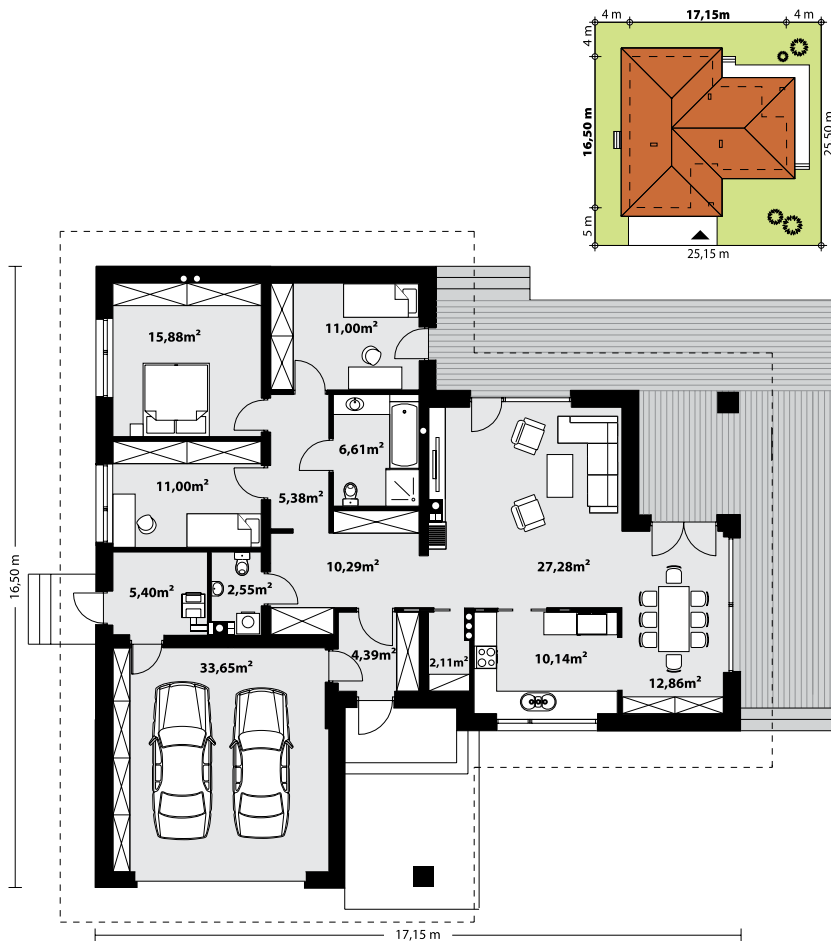 4 m
17,15m
4 m
4 m
16,50 m
25,50 m
5 m
25,15 m
15,88m²
11,00m²
6,61m²
11,00m²
5,38m²
10,29m²
27,28m²
5,40m²
2,55m²
16,50 m
33,65m²
4,39m²
2,11m²
10,14m²
12,86m²
17,15 m